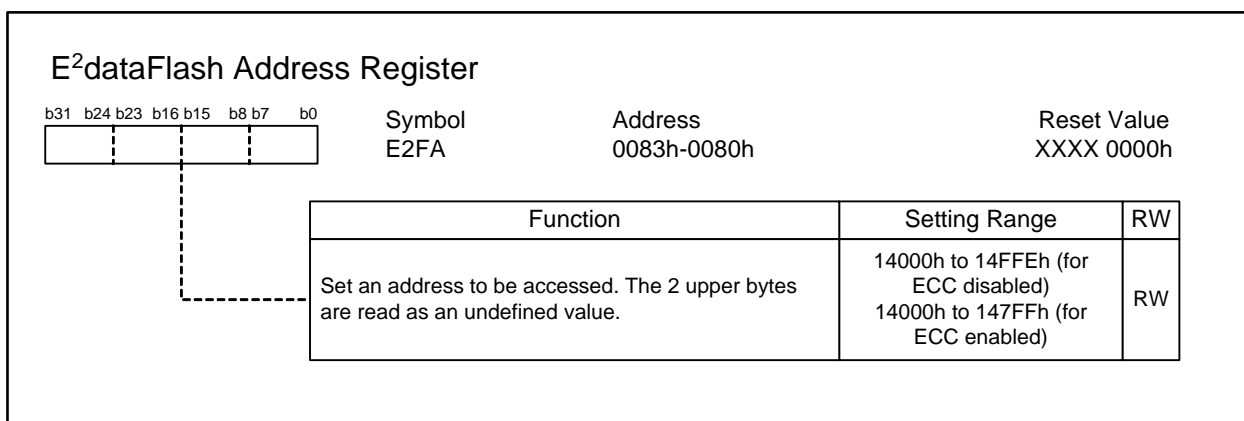 E²dataFlash Address Register
b31 b24 b23 b16 b15 b8 b7 b0
Symbol Address Reset Value
E2FA 0083h-0080h XXXX 0000h
Function Setting Range RW
Set an address to be accessed. The 2 upper bytes
are read as an undefined value.
14000h to 14FFEh (for
ECC disabled)
14000h to 147FFh (for
ECC enabled)
RW